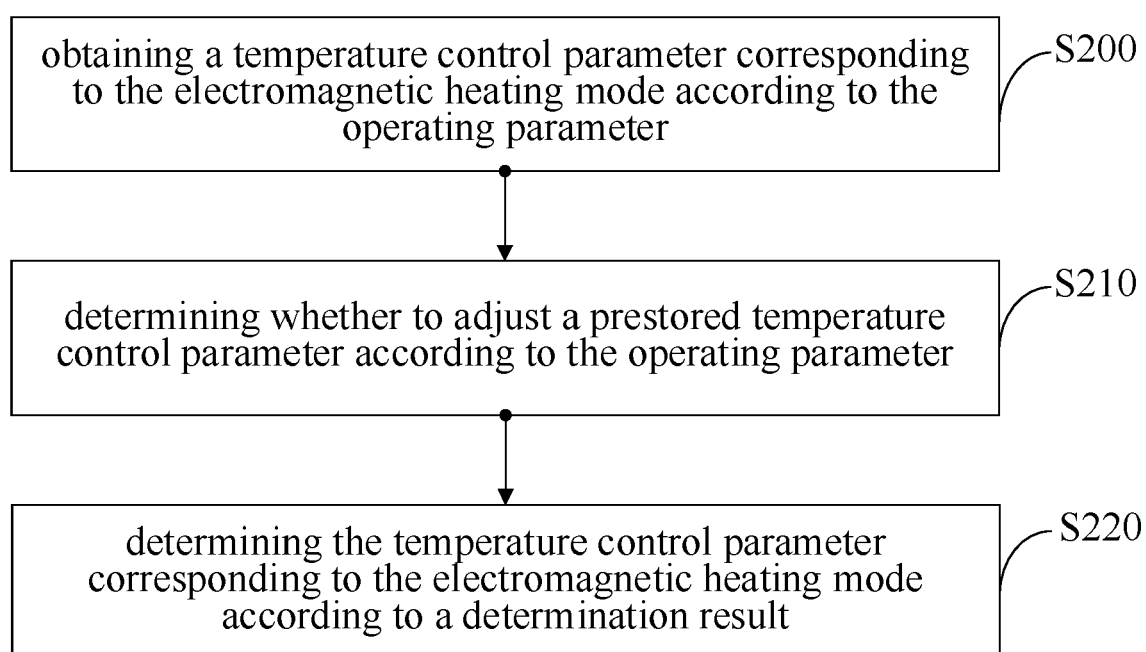 obtaining a temperature control parameter corresponding
to the electromagnetic heating mode according to the
operating parameter
S200
determining whether to adjust a prestored temperature
control parameter according to the operating parameter
S210
determining the temperature control parameter
corresponding to the electromagnetic heating mode
according to a determination result
S220